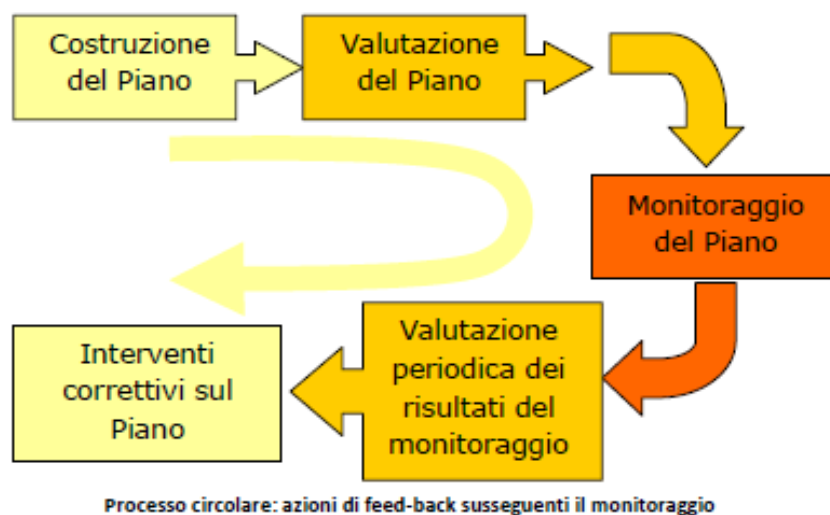 Costruzione
del Piano
Valutazione
del Piano
Monitoraggio
del Piano
Valutazione
periodica dei
risultati del
monitoraggio
Interventi
correttivi sul
Piano
Processo circolare: azioni di feed-back susseguenti il monitoraggio